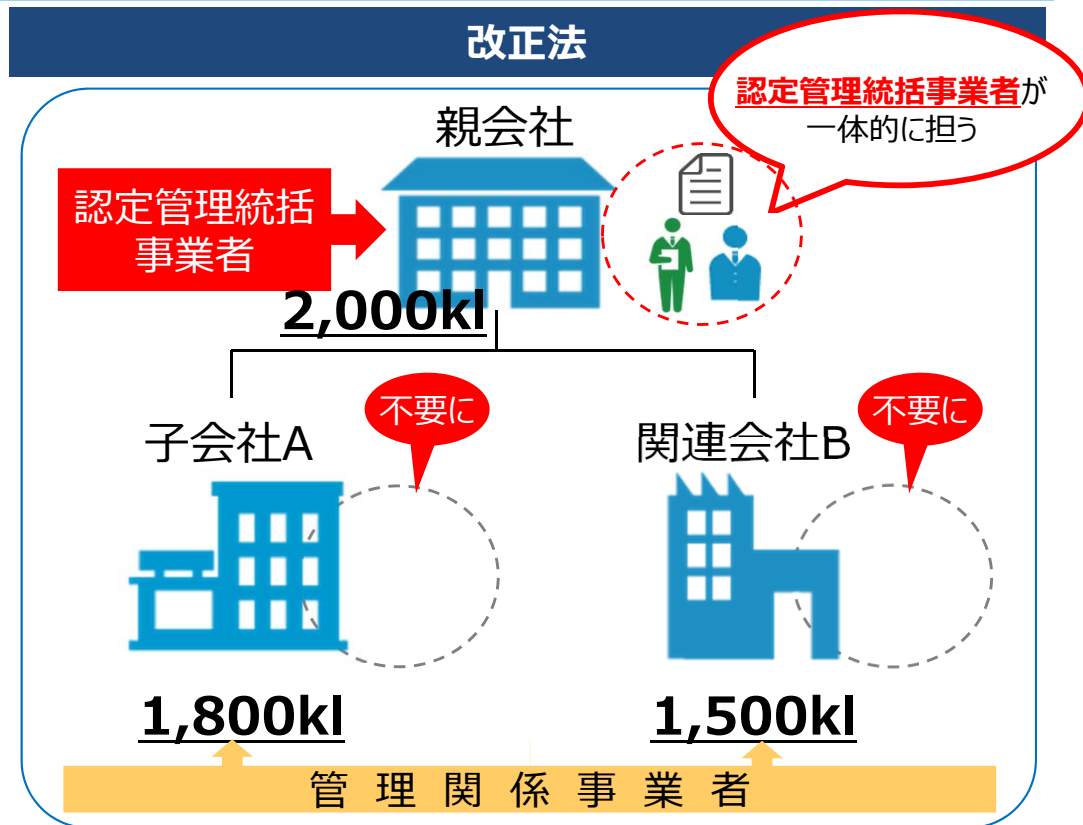 改正法
認定管理統括事業者が
一体的に担う
親会社
認定管理統括
事業者
2,000kl
不要に
不要に
子会社A
関連会社B
1,800kl
1,500kl
管理関係事業者